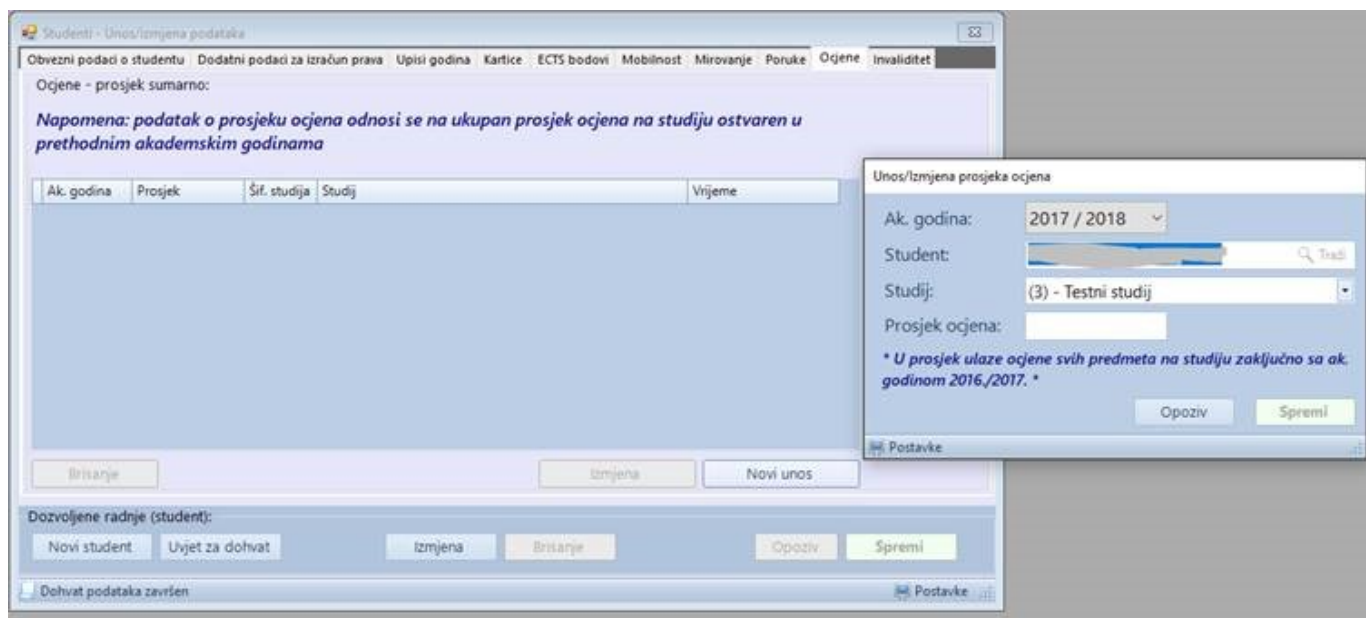 Studenti - Unos/izmjena podataka
Obvezni podaci o studentu Dodatni podaci za izračun prava Upisi godina Kartice ECTS bodovi Mobilnost Mirovanje Poruke Ocjene Invaliditet
Ocjene - prosjek sumarno:
Napomena: podatak o prosjeku ocjena odnosi se na ukupan prosjek ocjena na studiju ostvaren u
prethodnim akademskim godinama
Ak. godina Prosjek Šif. studija Studij Vrijeme
Brisanje Izmjena Novi unos
Dozvoljene radnje (student):
Novi student Uvjet za dohvat Izmjena Brisanje Opoziv Spremi
Dohvat podataka završen Postavke
Unos/Izmjena prosjeka ocjena
Ak. godina: 2017 / 2018
Student: Traži
Studij: (3) - Testni studij
Prosjek ocjena:
* U prosjek ulaze ocjene svih predmeta na studiju zaključno sa ak.
godinom 2016./2017. *
Opoziv Spremi
Postavke